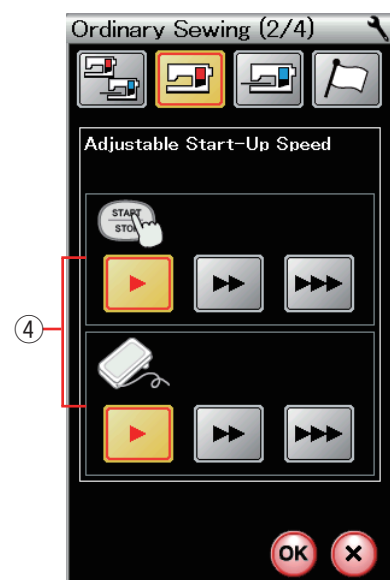 Ordinary Sewing (2/4)
Adjustable Start-Up Speed
START
STOP
④
OK